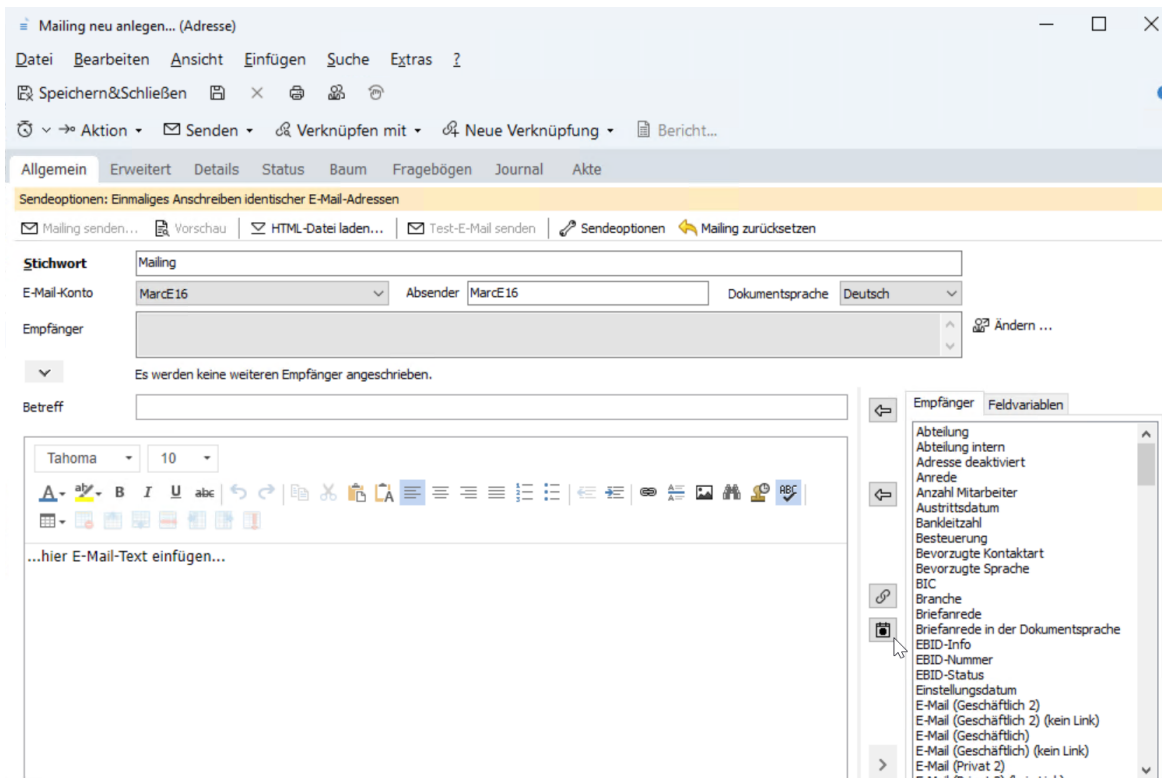 Mailing neu anlegen... (Adresse)
Datei Bearbeiten Ansicht Einfügen Suche Extras ?
Speichern&Schließen
Aktion Senden Verknüpfen mit Neue Verknüpfung Bericht...
Allgemein Erweitert Details Status Baum Fragebögen Journal Akte
Sendeoptionen: Einmaliges Anschreiben identischer E-Mail-Adressen
Mailing senden... Vorschau HTML-Datei laden... Test-E-Mail senden Sendeoptionen Mailing zurücksetzen
Stichwort Mailing
E-Mail-Konto MarcE16 Absender MarcE16 Dokumentsprache Deutsch
Empfänger Ändern ...
Es werden keine weiteren Empfänger angeschrieben.
Betreff
Empfänger Feldvariablen
Tahoma 10
A aby B I U abc ABC
...hier E-Mail-Text einfügen...
Abteilung
Abteilung intern
Adresse deaktiviert
Anrede
Anzahl Mitarbeiter
Austrittsdatum
Bankleitzahl
Besteuerung
Bevorzugte Kontaktart
Bevorzugte Sprache
BIC
Branche
Briefanrede
Briefanrede in der Dokumentsprache
EBID-Info
EBID-Nummer
EBID-Status
Einstellungsdatum
E-Mail (Geschäftlich 2)
E-Mail (Geschäftlich 2) (kein Link)
E-Mail (Geschäftlich)
E-Mail (Geschäftlich) (kein Link)
E-Mail (Privat 2)